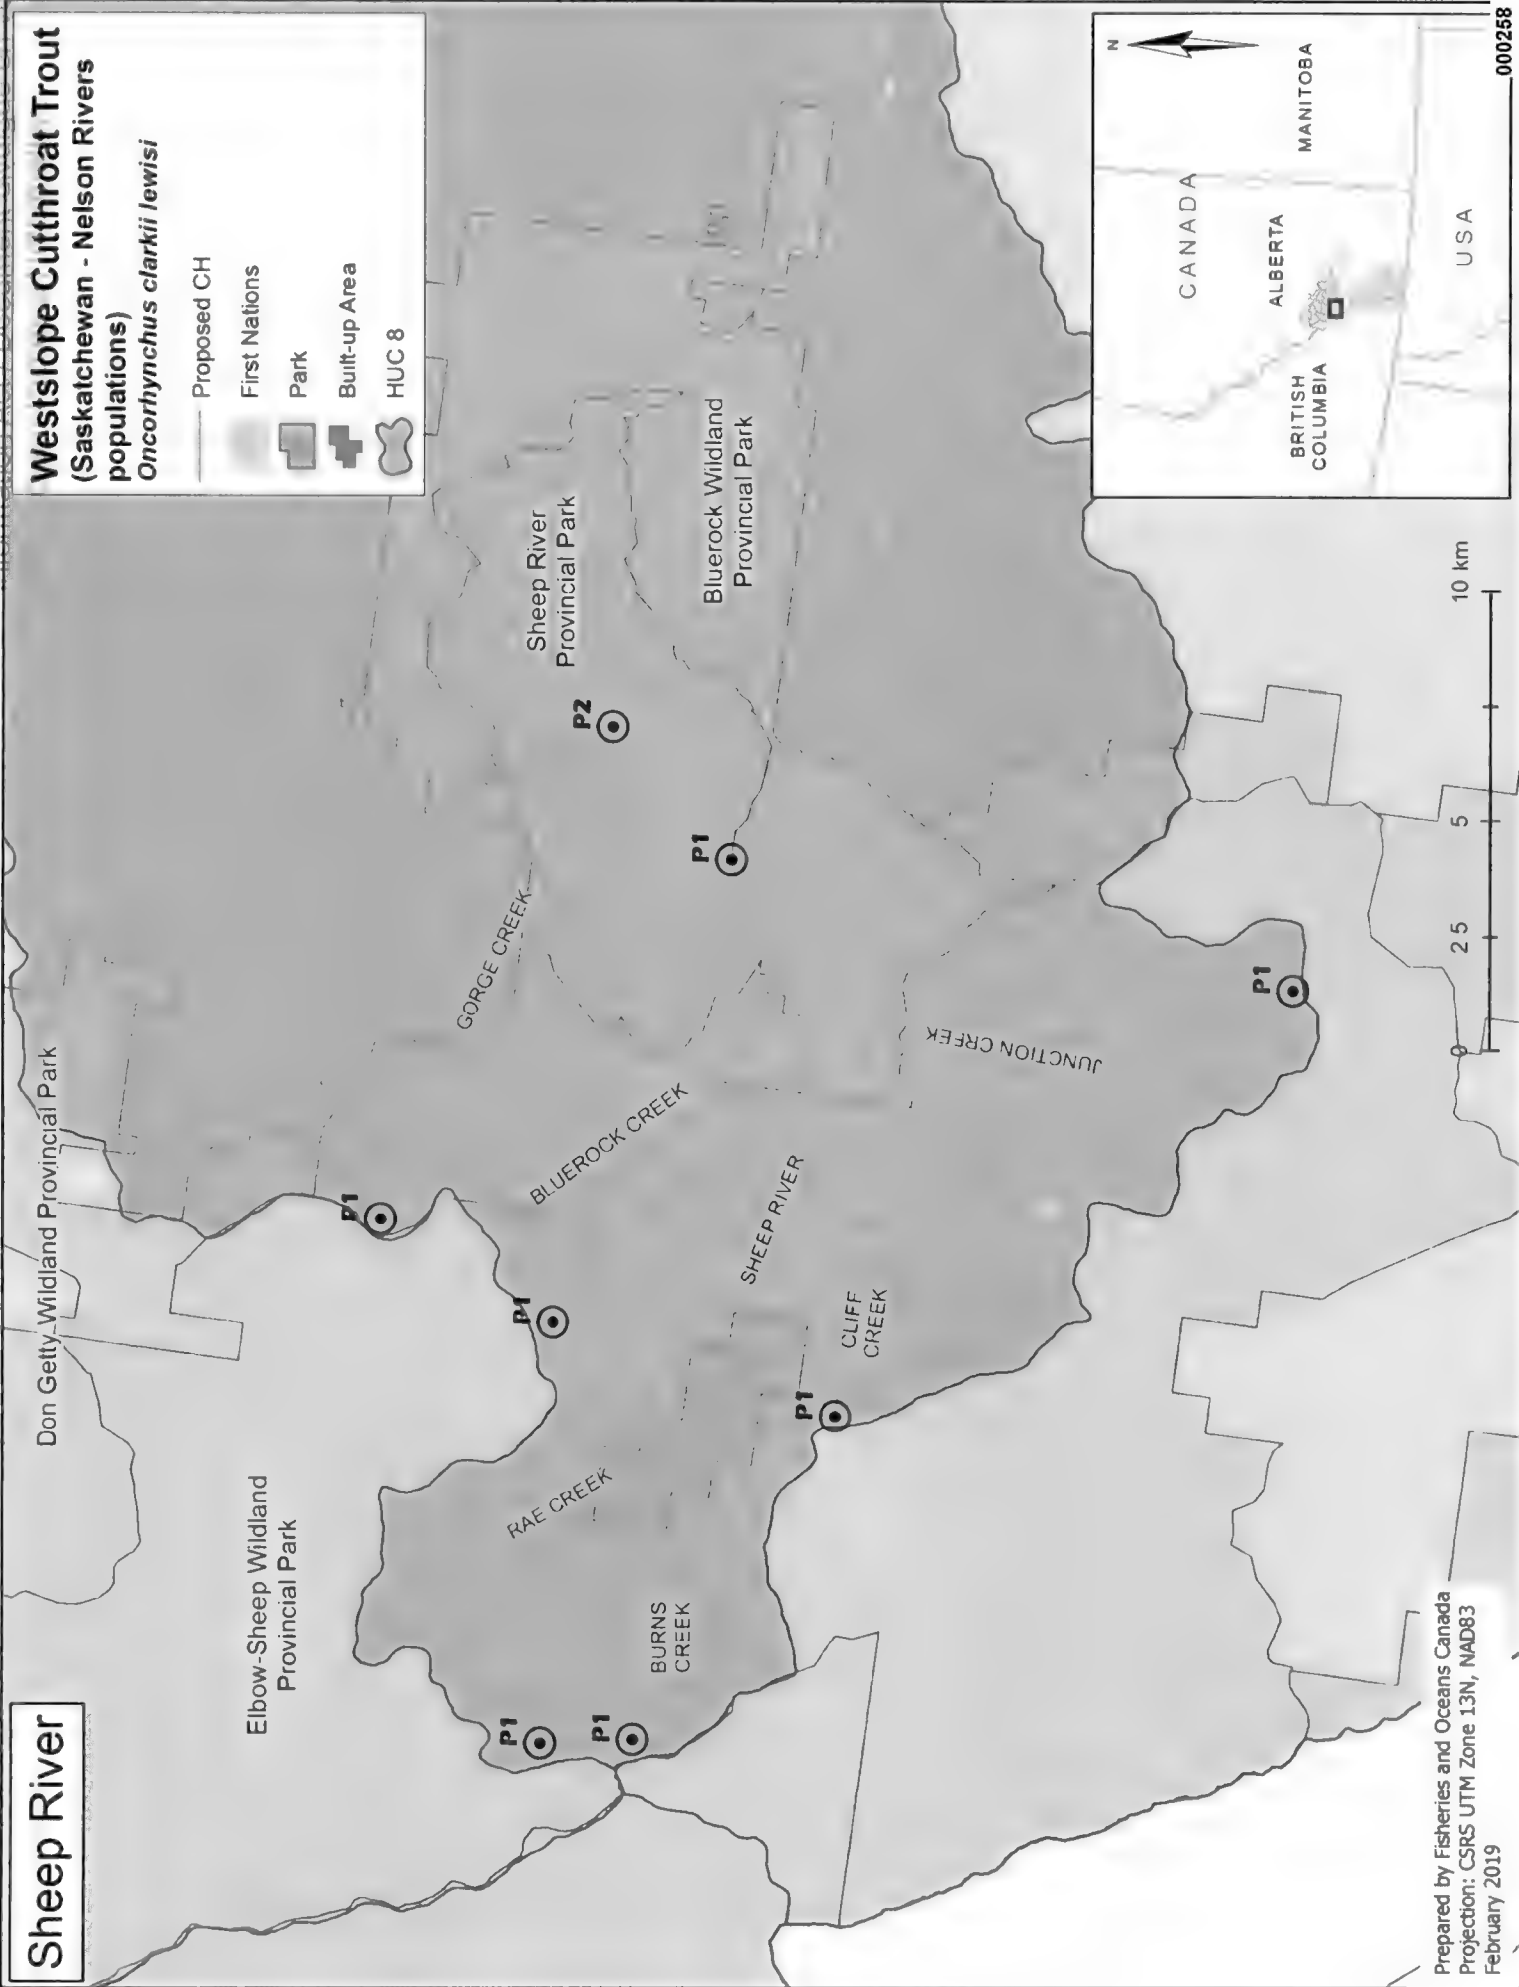 Sheep River
Westslope Cutthroat Trout
(Saskatchewan - Nelson Rivers
populations)
Oncorhynchus clarkii lewisi
Proposed CH
First Nations
Park
Built-up Area
HUC 8
Don Getty Wildland Provincial Park
Elbow-Sheep Wildland
Provincial Park
Sheep River
Provincial Park
Bluerock Wildland
Provincial Park
GORGE CREEK
BLUEROCK CREEK
SHEEP RIVER
RAE CREEK
BURNS
CREEK
CLIFF
CREEK
JUNCTION CREEK
P1
P1
P1
P1
P1
P1
P1
P2
N
CANADA
ALBERTA
MANITOBA
BRITISH
COLUMBIA
USA
0 2 5 5 10 km
Prepared by Fisheries and Oceans Canada
Projection: CSRS UTM Zone 13N, NAD83
February 2019
000258